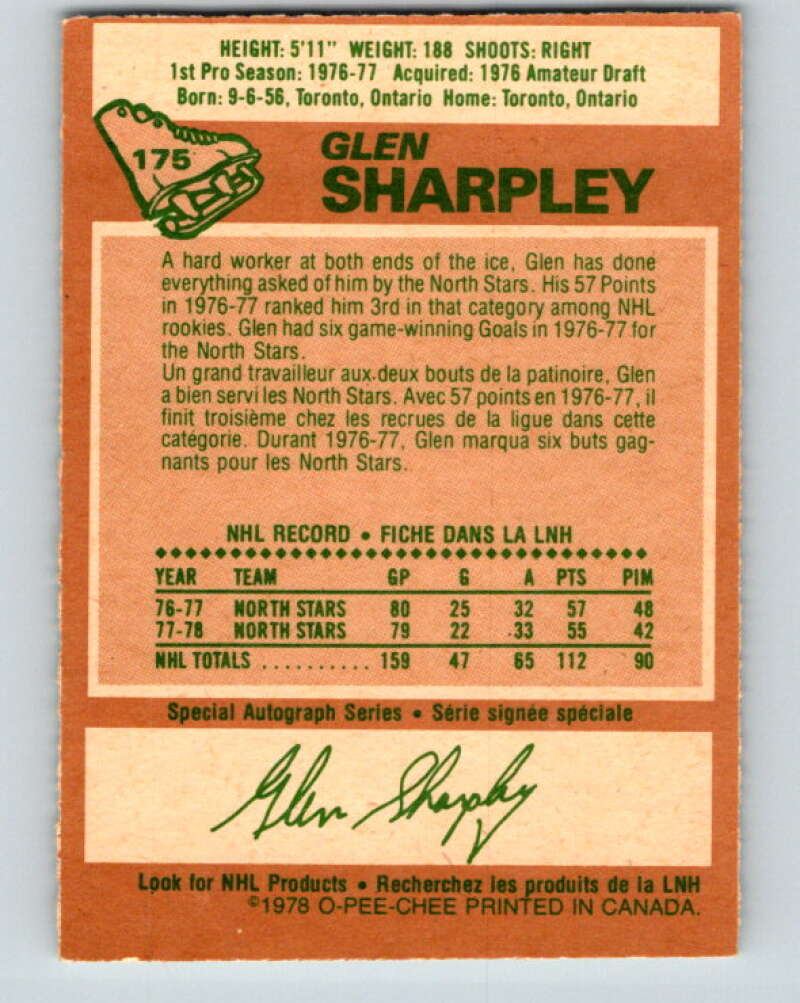 HEIGHT: 5'11" WEIGHT: 188 SHOOTS: RIGHT
1st Pro Season: 1976-77 Acquired: 1976 Amateur Draft
Born: 9-6-56, Toronto, Ontario Home: Toronto, Ontario
175
GLEN
SHARPLEY
A hard worker at both ends of the ice, Glen has done
everything asked of him by the North Stars. His 57 Points
in 1976-77 ranked him 3rd in that category among NHL
rookies. Glen had six game-winning Goals in 1976-77 for
the North Stars.
Un grand travailleur aux deux bouts de la patinoire, Glen
a bien servi les North Stars. Avec 57 points en 1976-77, il
finit troisième chez les recrues de la ligue dans cette
catégorie. Durant 1976-77, Glen marqua six buts gag-
nants pour les North Stars.
NHL RECORD • FICHE DANS LA LNH
YEAR TEAM GP G A PTS PIM
76-77 NORTH STARS 80 25 32 57 48
77-78 NORTH STARS 79 22 33 55 42
NHL TOTALS .......... 159 47 65 112 90
Special Autograph Series • Série signée spéciale
Glen Sharpley
Look for NHL Products • Recherchez les produits de la LNH
©1978 O-PEE-CHEE PRINTED IN CANADA.